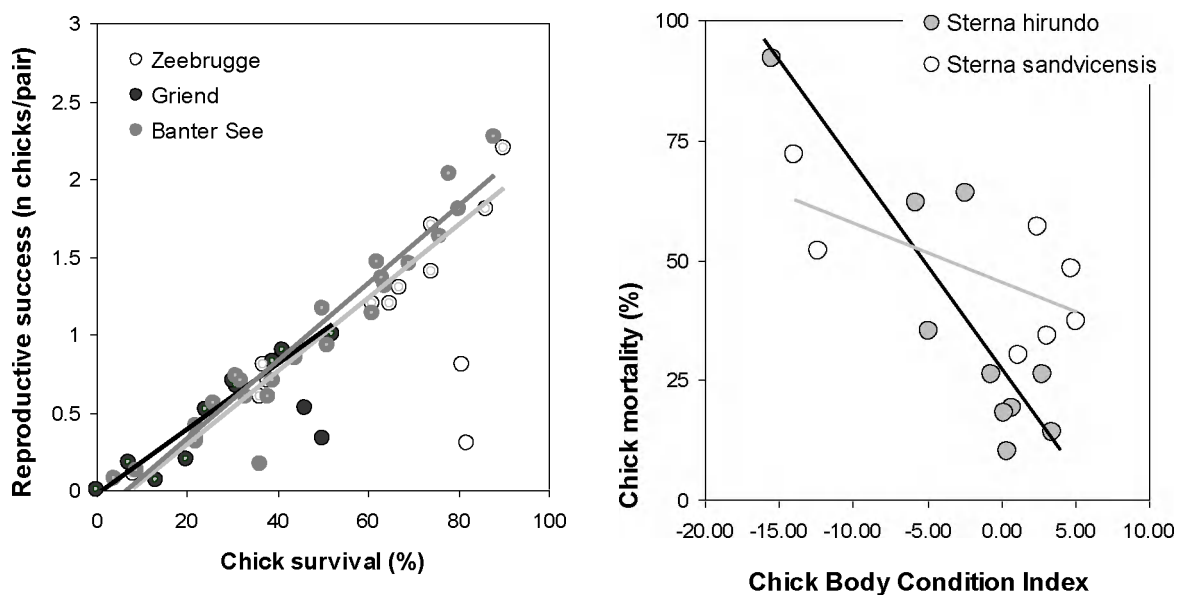 Reproductive success (n chicks/pair)
3
2.5
2
1.5
1
0.5
0
Zeebrugge
Griend
Banter See
0 20 40 60 80 100
Chick survival (%)
Chick mortality (%)
100
75
50
25
0
Sterna hirundo
Sterna sandvicensis
-20.00 -15.00 -10.00 -5.00 0.00 5.00 10.00
Chick Body Condition Index